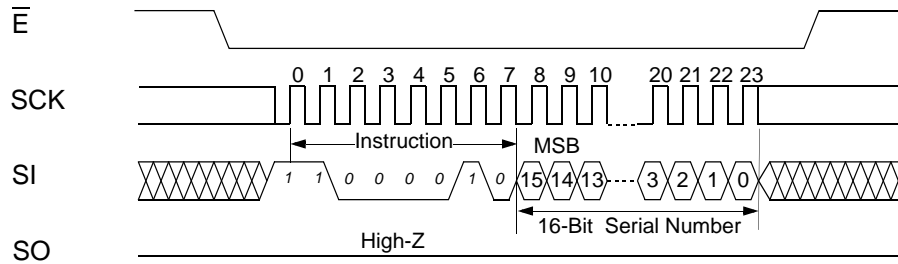 E
0 1 2 3 4 5 6 7 8 9 10 20 21 22 23
SCK
Instruction
MSB
SI
1 1 0 0 0 0 1 0 15 14 13 3 2 1 0
16-Bit Serial Number
High-Z
SO